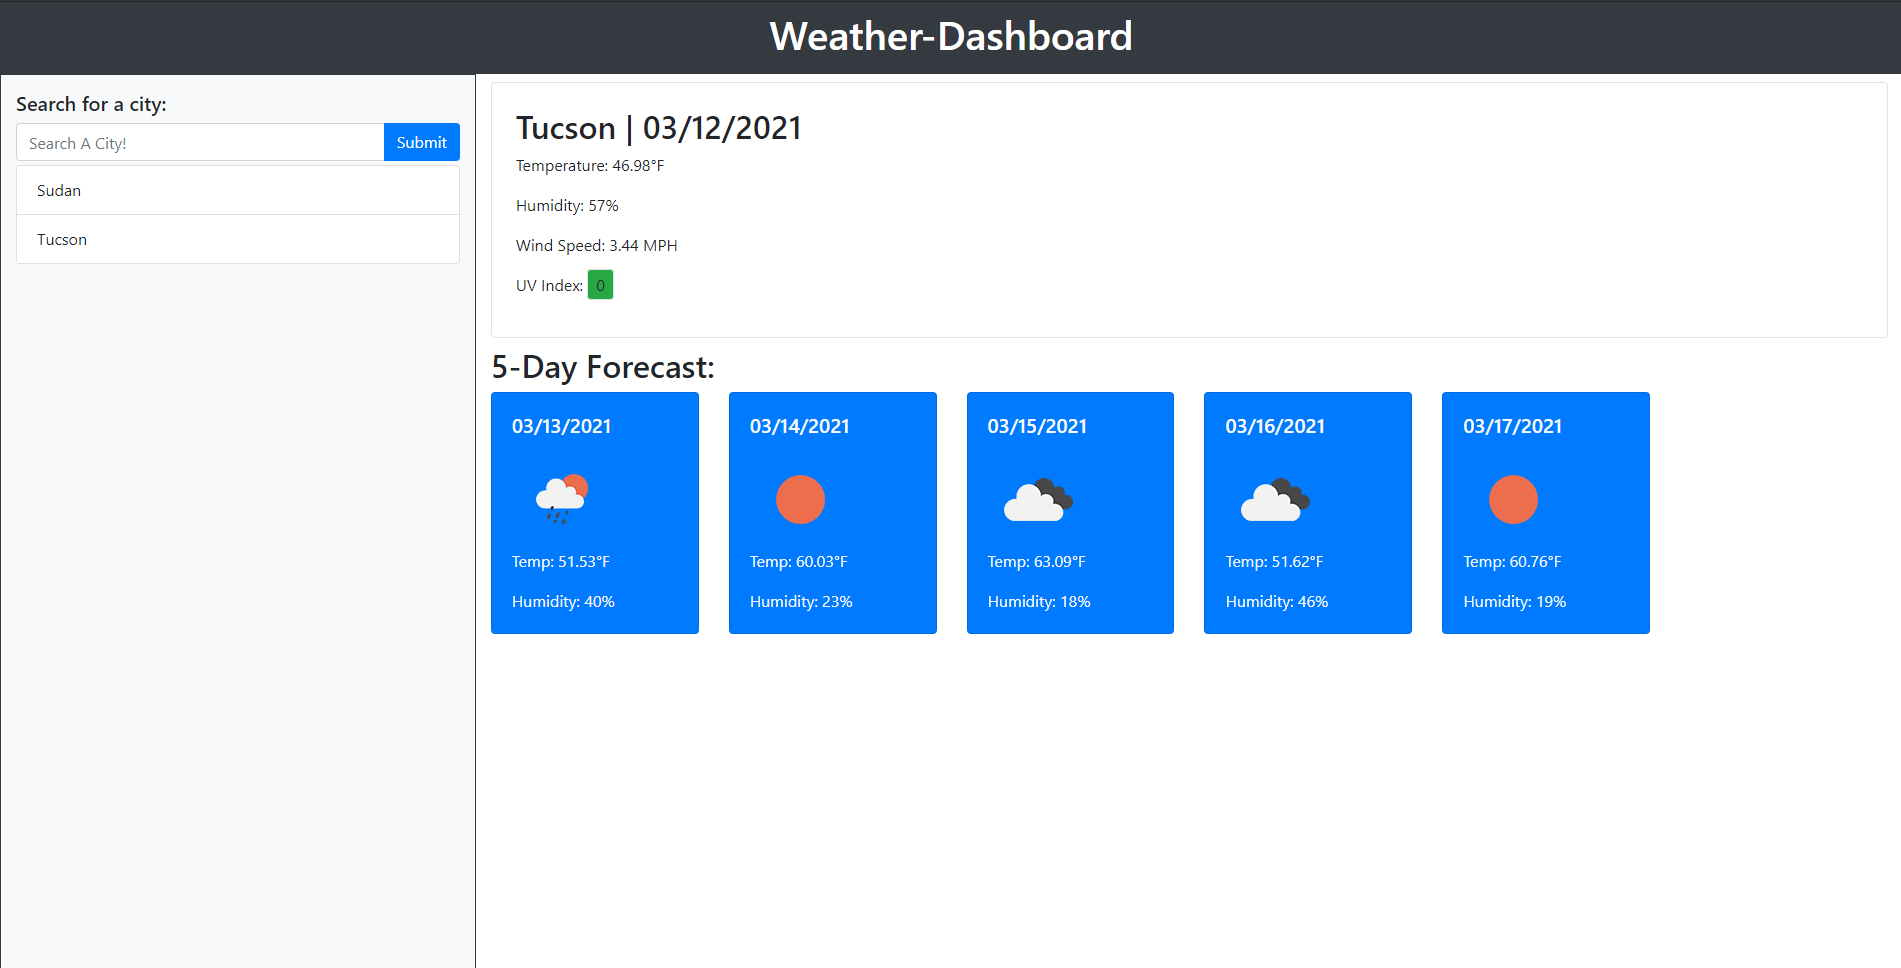 Weather-Dashboard
Search for a city:
Search A City!
Submit
Sudan
Tucson
Tucson | 03/12/2021
Temperature: 46.98°F
Humidity: 57%
Wind Speed: 3.44 MPH
UV Index: 0
5-Day Forecast:
03/13/2021
Temp: 51.53°F
Humidity: 40%
03/14/2021
Temp: 60.03°F
Humidity: 23%
03/15/2021
Temp: 63.09°F
Humidity: 18%
03/16/2021
Temp: 51.62°F
Humidity: 46%
03/17/2021
Temp: 60.76°F
Humidity: 19%